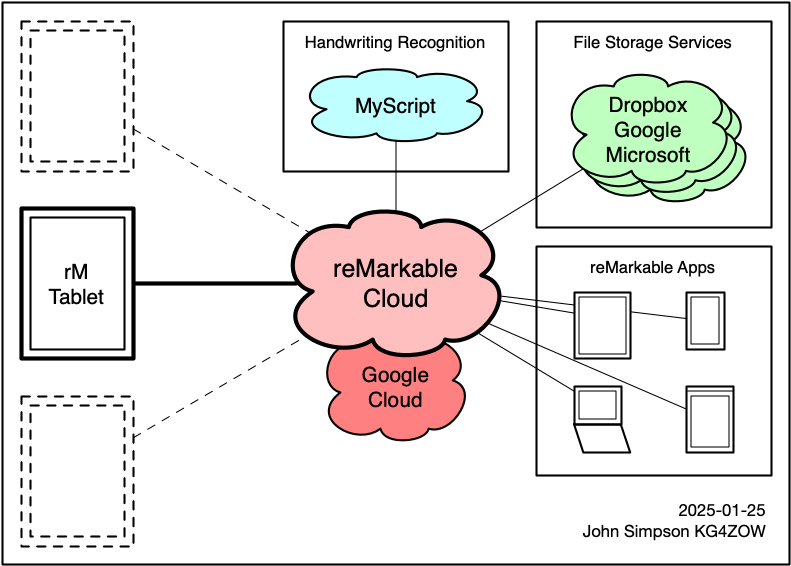 Handwriting Recognition
MyScript
File Storage Services
Dropbox
Google
Microsoft
rM
Tablet
reMarkable
Cloud
Google
Cloud
reMarkable Apps
2025-01-25
John Simpson KG4ZOW